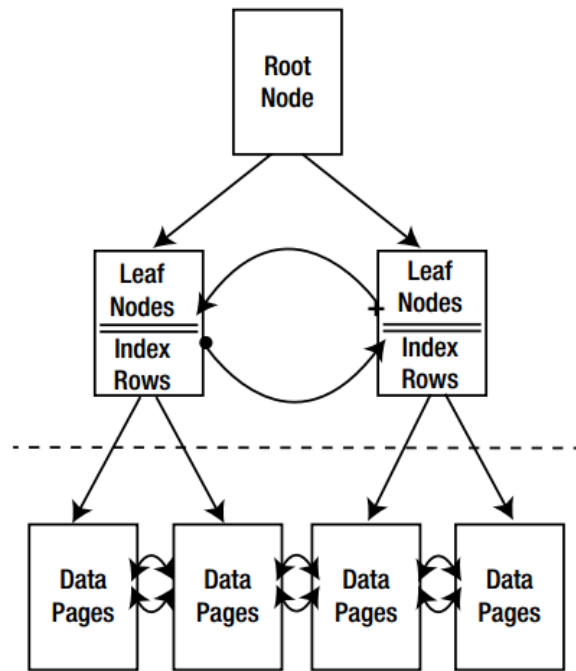 Root
Node
Leaf
Nodes
Index
Rows
Leaf
Nodes
Index
Rows
Data
Pages
Data
Pages
Data
Pages
Data
Pages